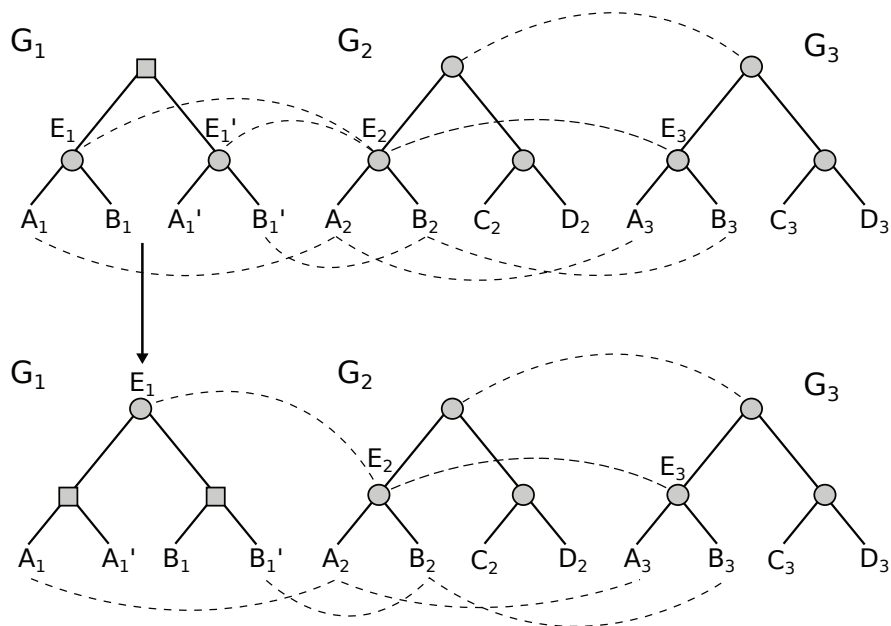 G₁ G₂ G₃
E₁ E₁' E₂ E₃
A₁ B₁ A₁' B₁' A₂ B₂ C₂ D₂ A₃ B₃ C₃ D₃
G₁ G₂ G₃
E₁
E₂ E₃
A₁ A₁' B₁ B₁' A₂ B₂ C₂ D₂ A₃ B₃ C₃ D₃